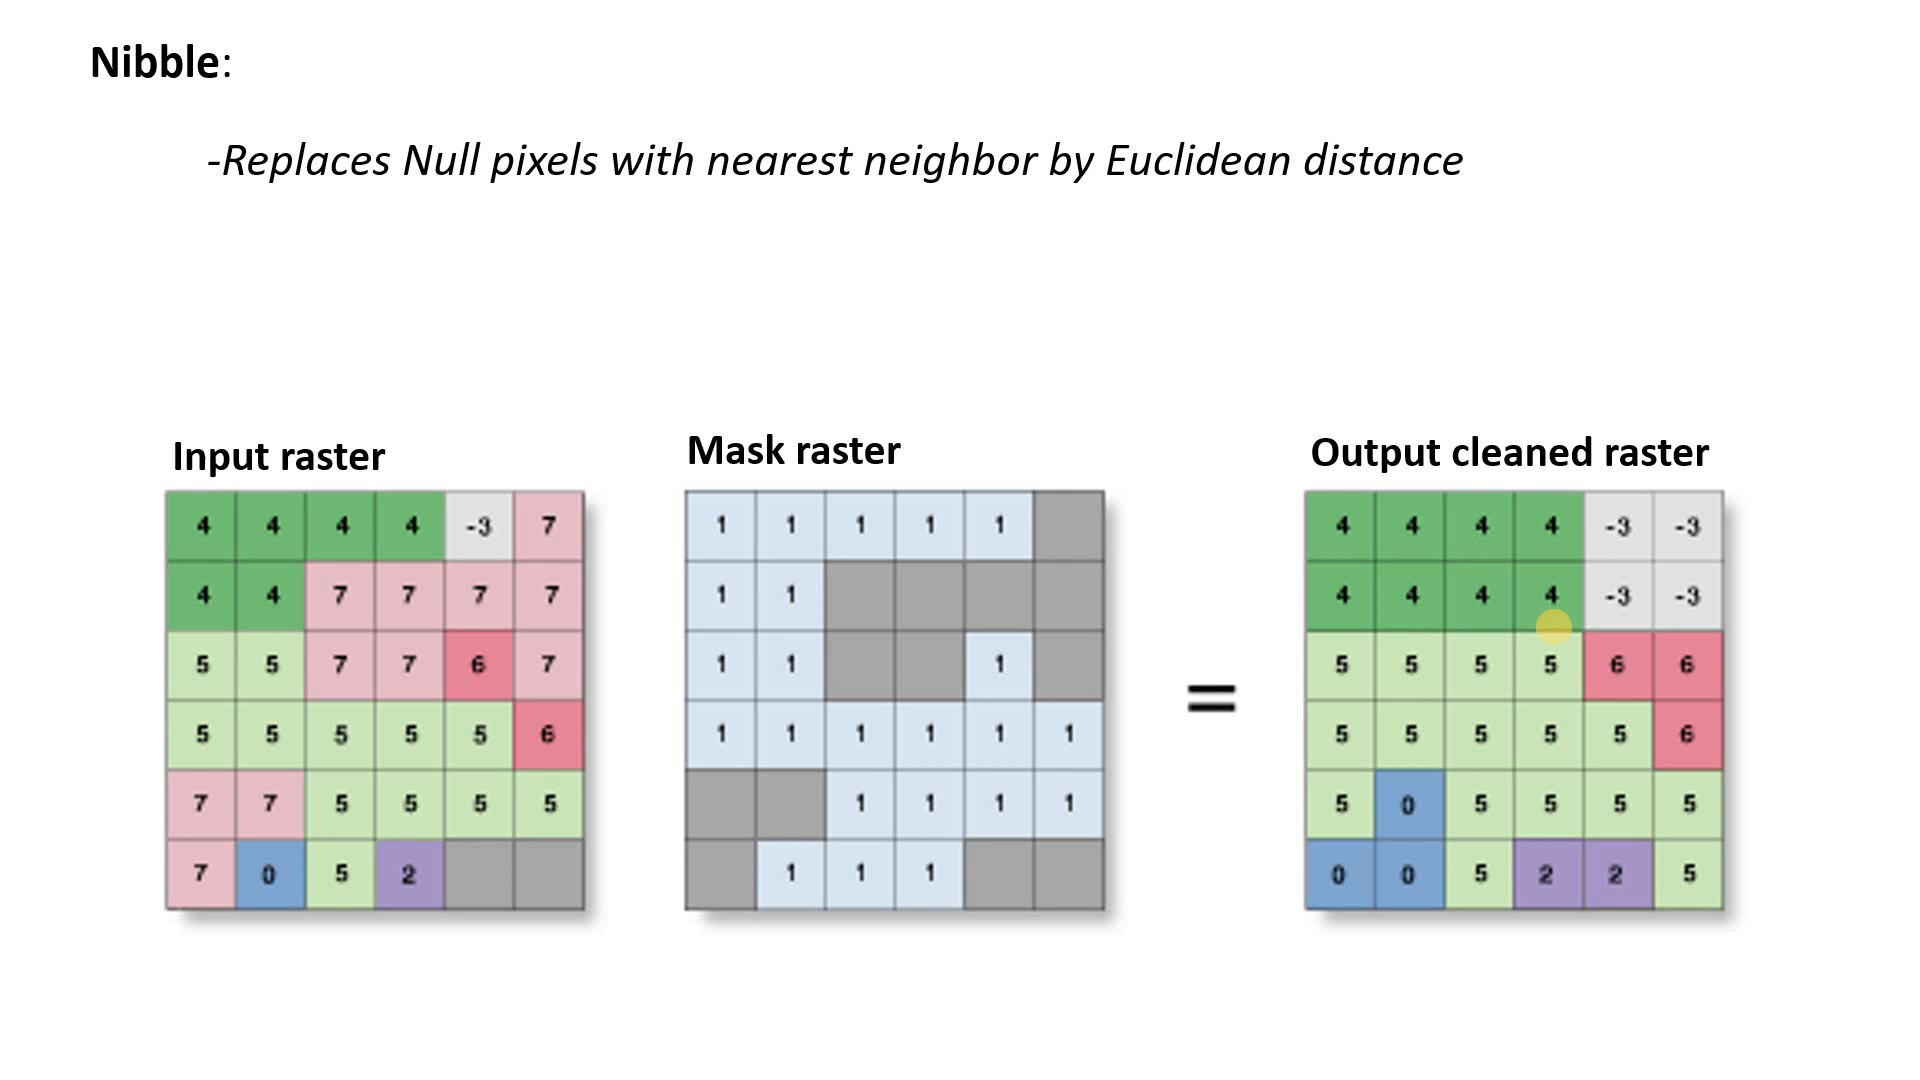 Nibble:
-Replaces Null pixels with nearest neighbor by Euclidean distance
Input raster
4 4 4 4 -3 7
4 4 7 7 7 7
5 5 7 7 6 7
5 5 5 5 5 6
7 7 5 5 5 5
7 0 5 2
Mask raster
1 1 1 1 1
1 1
1 1 1
1 1 1 1 1 1
1 1 1 1
1 1 1
=
Output cleaned raster
4 4 4 4 -3 -3
4 4 4 4 -3 -3
5 5 5 5 6 6
5 5 5 5 5 6
5 0 5 5 5 5
0 0 5 2 2 5